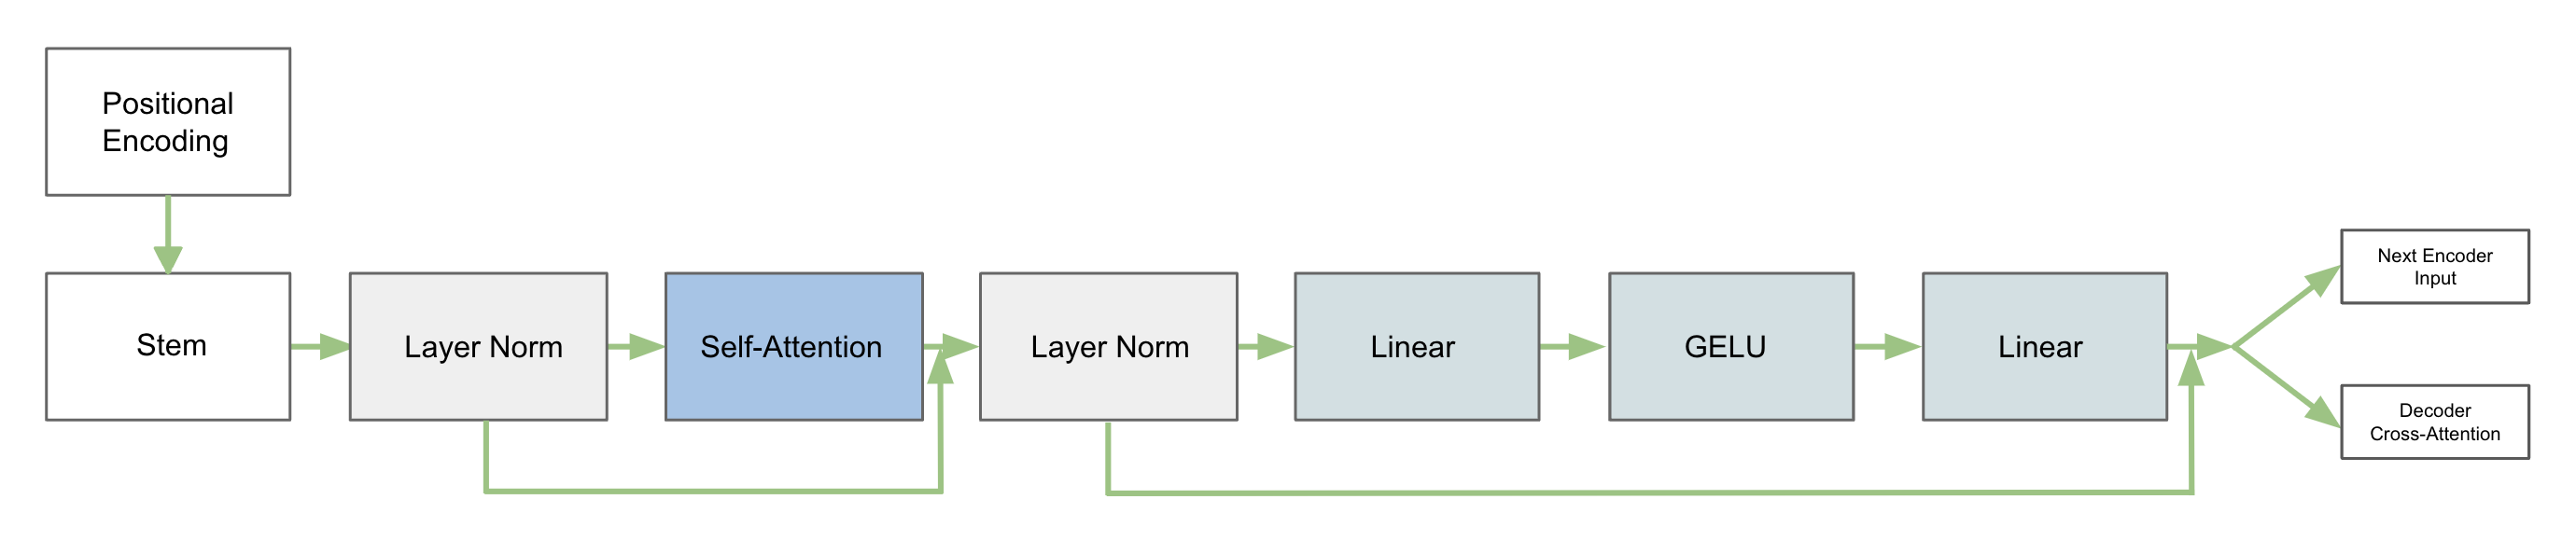 Positional
Encoding
Stem
Layer Norm
Self-Attention
Layer Norm
Linear
GELU
Linear
Next Encoder
Input
Decoder
Cross-Attention